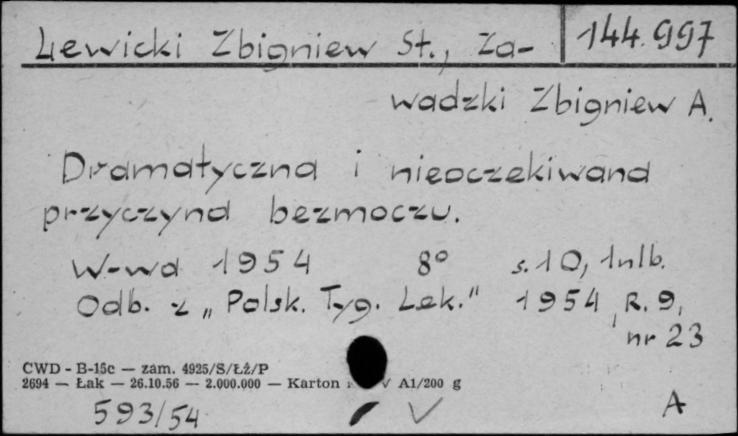 Lewicki Zbigniew St., Za- 144.997
wadzki Zbigniew A.
Dramatyczna i nieoczekiwana
przyczyna bezmoczu.
W-wa 1954 8° s. 10, 1nlb.
Odb. z „Polsk. Tyg. Lek." 1954, R. 9,
nr 23
CWD - B-15c — zam. 4925/S/ŁŻ/P
2694 — Łak — 26.10.56 — 2.000.000 — Karton V A1/200 g
593/54 A